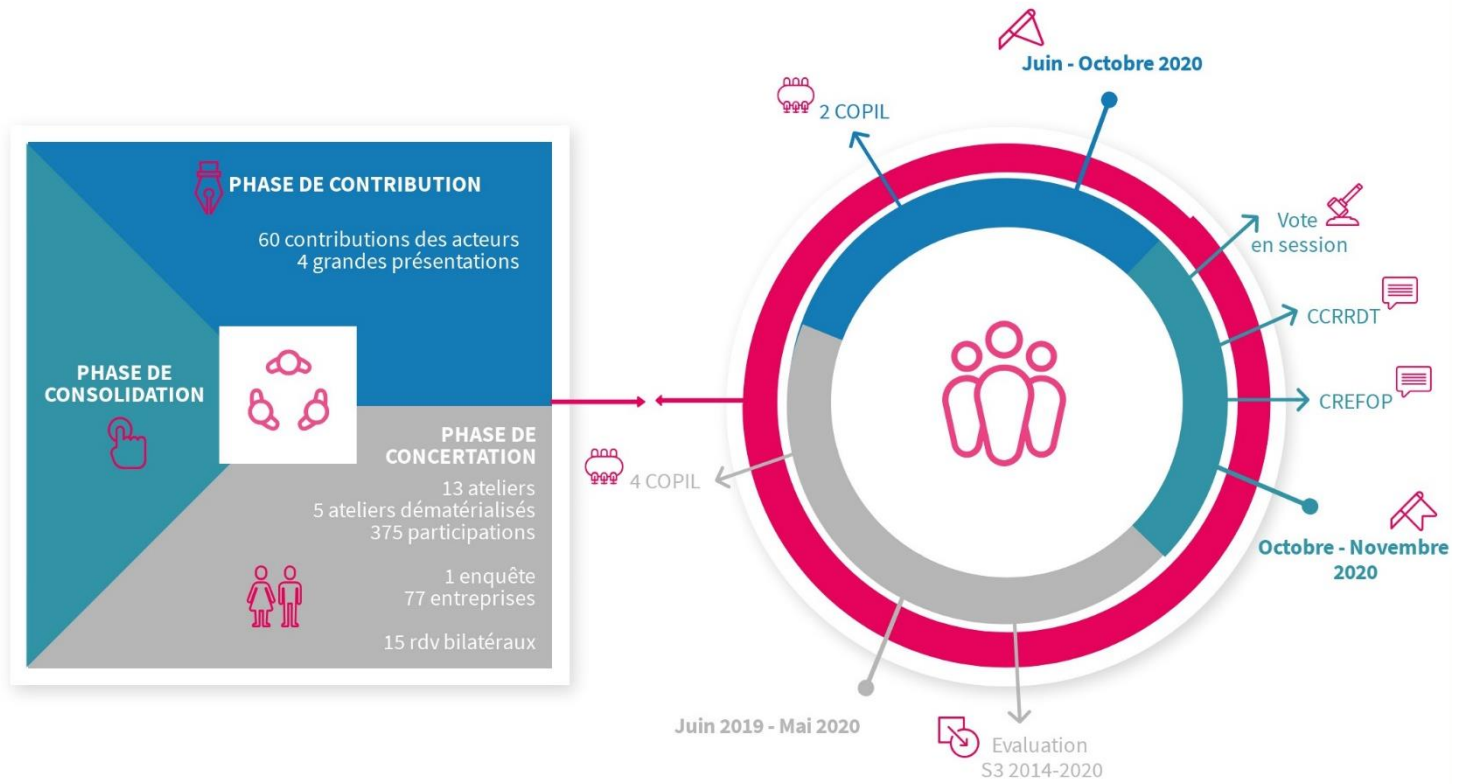 PHASE DE CONTRIBUTION
60 contributions des acteurs
4 grandes présentations
PHASE DE
CONSOLIDATION
PHASE DE
CONCERTATION
13 ateliers
5 ateliers dématérialisés
375 participations
1 enquête
77 entreprises
15 rdv bilatéraux
Juin - Octobre 2020
2 COPIL
Vote
en session
CCRRDT
CREFOP
Octobre - Novembre
2020
4 COPIL
Juin 2019 - Mai 2020
Evaluation
S3 2014-2020